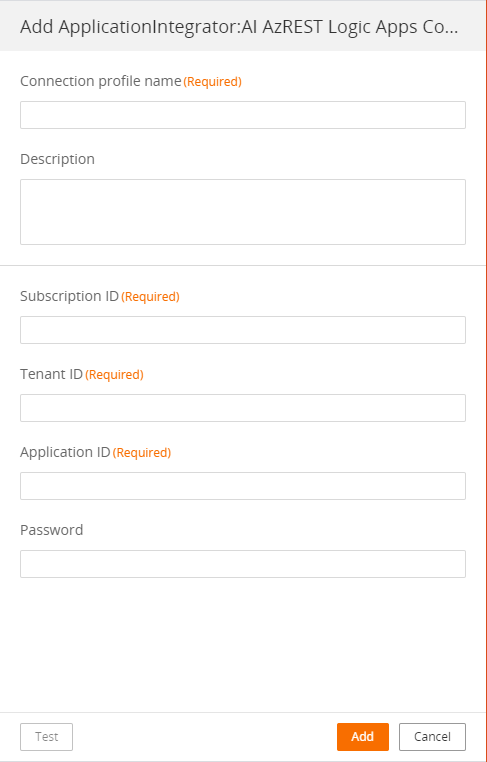 Add ApplicationIntegrator:AI AzREST Logic Apps Co...
Connection profile name (Required)
Description
Subscription ID (Required)
Tenant ID (Required)
Application ID (Required)
Password
Test Add Cancel